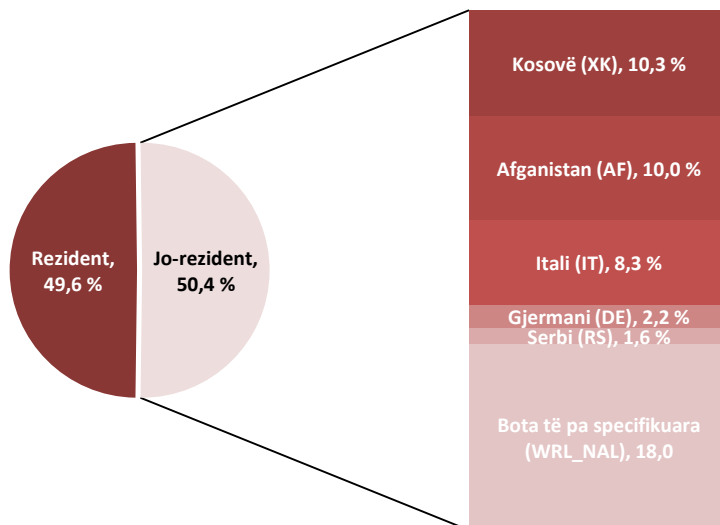 Rezident,
49,6 %
Jo-rezident,
50,4 %
Kosovë (XK), 10,3 %
Afganistan (AF), 10,0 %
Itali (IT), 8,3 %
Gjermani (DE), 2,2 %
Serbi (RS), 1,6 %
Bota të pa specifikuara
(WRL_NAL), 18,0